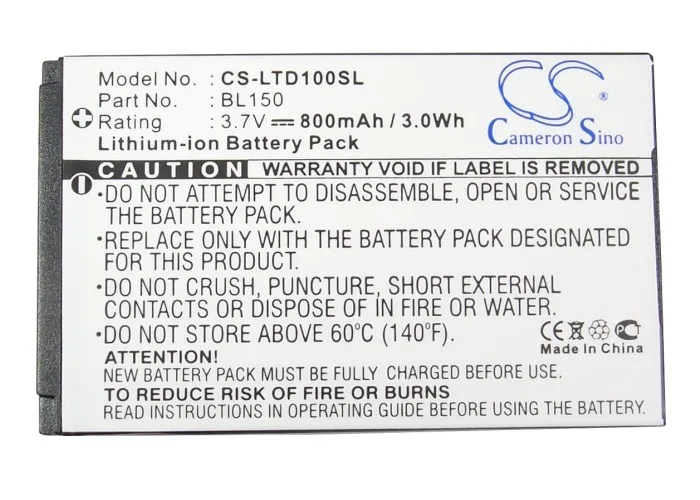 Model No. : CS-LTD100SL
Part No. : BL150
Rating : 3.7V 800mAh / 3.0Wh
Lithium-ion Battery Pack
CS
Cameron Sino
®
CAUTION WARRANTY VOID IF LABEL IS REMOVED
•DO NOT ATTEMPT TO DISASSEMBLE, OPEN OR SERVICE
THE BATTERY PACK.
•REPLACE ONLY WITH THE BATTERY PACK DESIGNATED
FOR THIS PRODUCT.
•DO NOT CRUSH, PUNCTURE, SHORT EXTERNAL
CONTACTS OR DISPOSE OF IN FIRE OR WATER.
•DO NOT STORE ABOVE 60°C (140°F).
CE
Made In China
ATTENTION!
NEW BATTERY PACK MUST BE FULLY CHARGED BEFORE USE
TO REDUCE RISK OF FIRE OR BURNS
READ INSTRUCTIONS IN OPERATING GUIDE BEFORE USING THE BATTERY.